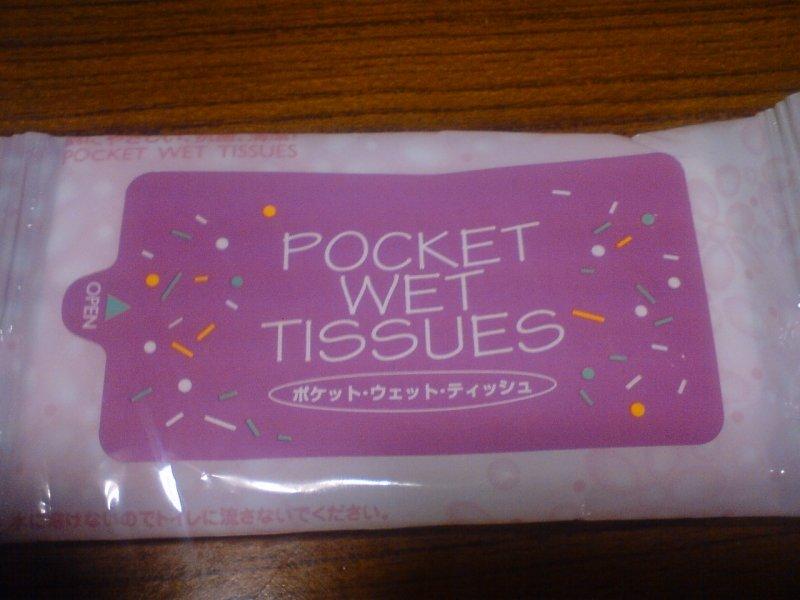 POCKET WET TISSUES
OPEN
POCKET
WET
TISSUES
ポケット・ウェット・ティッシュ
水に溶けないのでトイレに流さないでください。